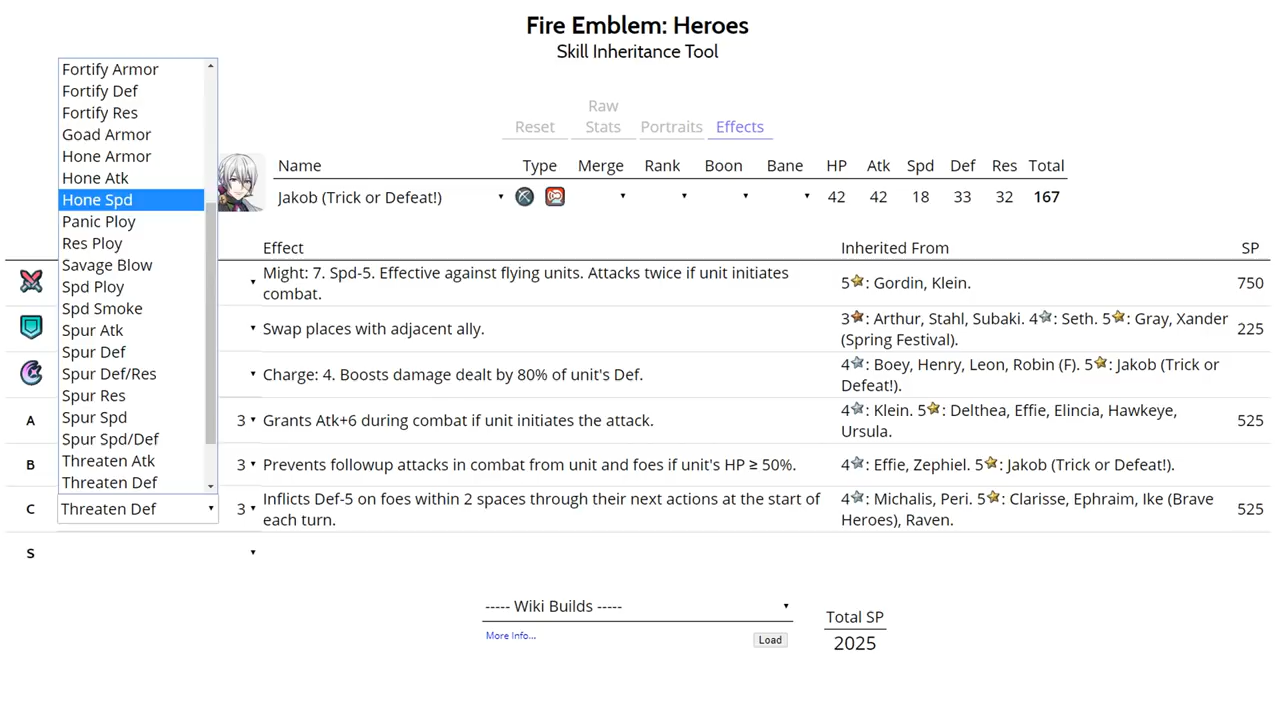 Fire Emblem: Heroes
Skill Inheritance Tool
Reset
Raw
Stats
Portraits
Effects
Name Type Merge Rank Boon Bane HP Atk Spd Def Res Total
Jakob (Trick or Defeat!) 42 42 18 33 32 167
Fortify Armor
Fortify Def
Fortify Res
Goad Armor
Hone Armor
Hone Atk
Hone Spd
Panic Ploy
Res Ploy
Savage Blow
Spd Ploy
Spd Smoke
Spur Atk
Spur Def
Spur Def/Res
Spur Res
Spur Spd
Spur Spd/Def
Threaten Atk
Threaten Def
Effect Inherited From SP
Might: 7. Spd-5. Effective against flying units. Attacks twice if unit initiates
combat.
5: Gordin, Klein.
750
Swap places with adjacent ally.
3: Arthur, Stahl, Subaki. 4: Seth. 5: Gray, Xander
(Spring Festival).
225
Charge: 4. Boosts damage dealt by 80% of unit's Def.
4: Boey, Henry, Leon, Robin (F). 5: Jakob (Trick or
Defeat!).
A
3
Grants Atk+6 during combat if unit initiates the attack.
4: Klein. 5: Delthea, Effie, Elincia, Hawkeye,
Ursula.
525
B
3
Prevents followup attacks in combat from unit and foes if unit's HP ≥ 50%.
4: Effie, Zephiel. 5: Jakob (Trick or Defeat!).
C
Threaten Def
3
Inflicts Def-5 on foes within 2 spaces through their next actions at the start of
each turn.
4: Michalis, Peri. 5: Clarisse, Ephraim, Ike (Brave
Heroes), Raven.
525
S
----- Wiki Builds -----
More Info...
Load
Total SP
2025